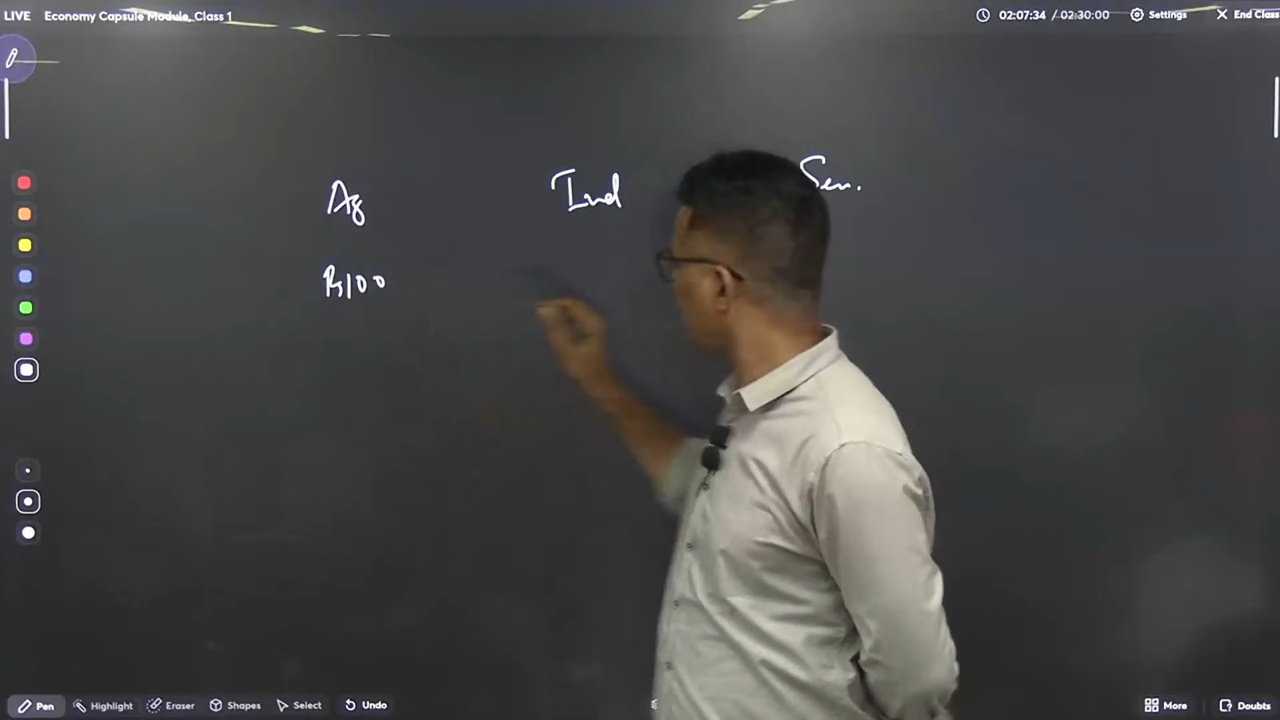 LIVE Economy Capsule Module, Class 1 02:07:34 / 02:30:00 Settings End Class
Ag Ind Ser.
Rs100
Pen Highlight Eraser Shapes Select Undo More Doubts